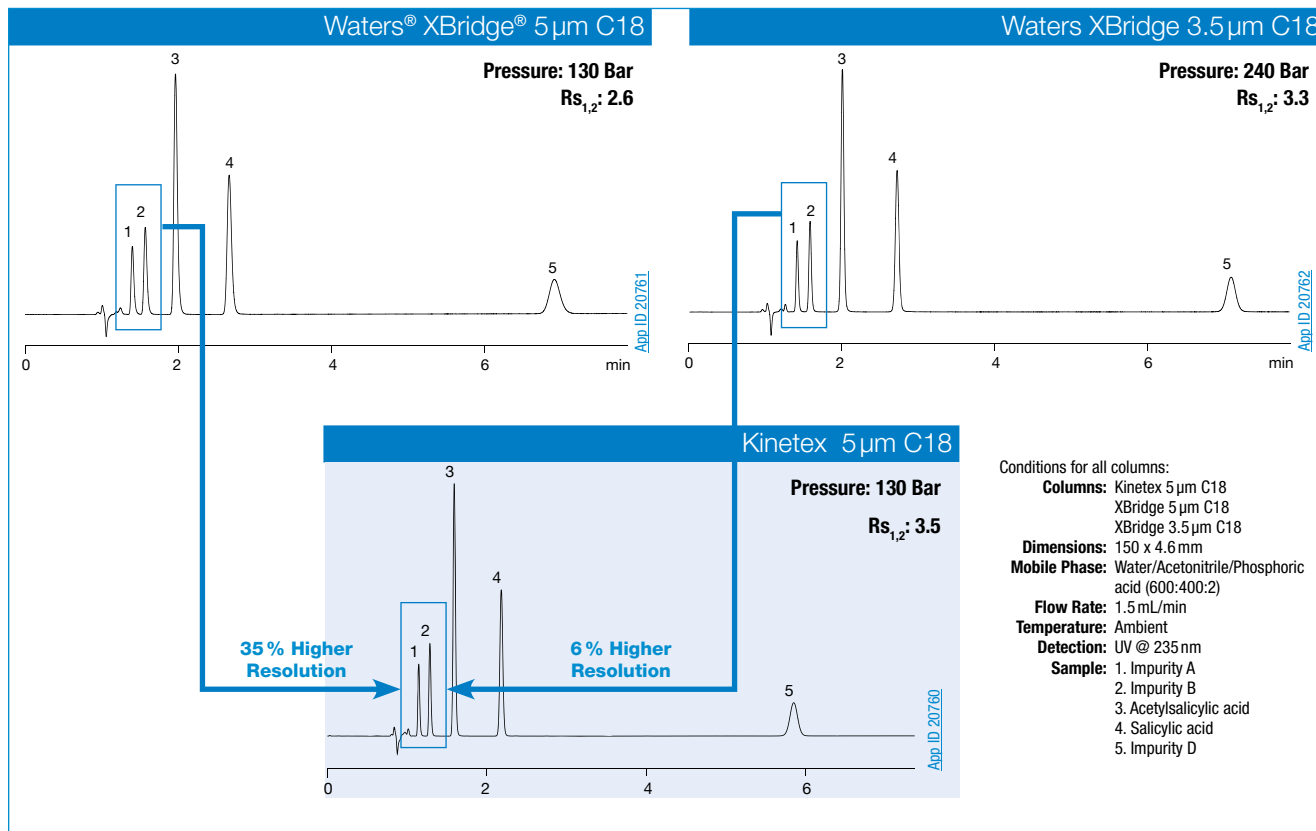 Waters® XBridge® 5 µm C18
Pressure: 130 Bar
Rs1,2: 2.6
3
4
2
1
5
App ID 20761
0 2 4 6 min
Waters XBridge 3.5 µm C18
Pressure: 240 Bar
Rs1,2: 3.3
3
4
2
1
5
App ID 20762
0 2 4 6 min
Kinetex 5 µm C18
Pressure: 130 Bar
Rs1,2: 3.5
3
4
2
1
5
App ID 20760
0 2 4 6
35 % Higher
Resolution
6 % Higher
Resolution
Conditions for all columns:
Columns: Kinetex 5 µm C18
XBridge 5 µm C18
XBridge 3.5 µm C18
Dimensions: 150 x 4.6 mm
Mobile Phase: Water/Acetonitrile/Phosphoric
acid (600:400:2)
Flow Rate: 1.5 mL/min
Temperature: Ambient
Detection: UV @ 235 nm
Sample: 1. Impurity A
2. Impurity B
3. Acetylsalicylic acid
4. Salicylic acid
5. Impurity D